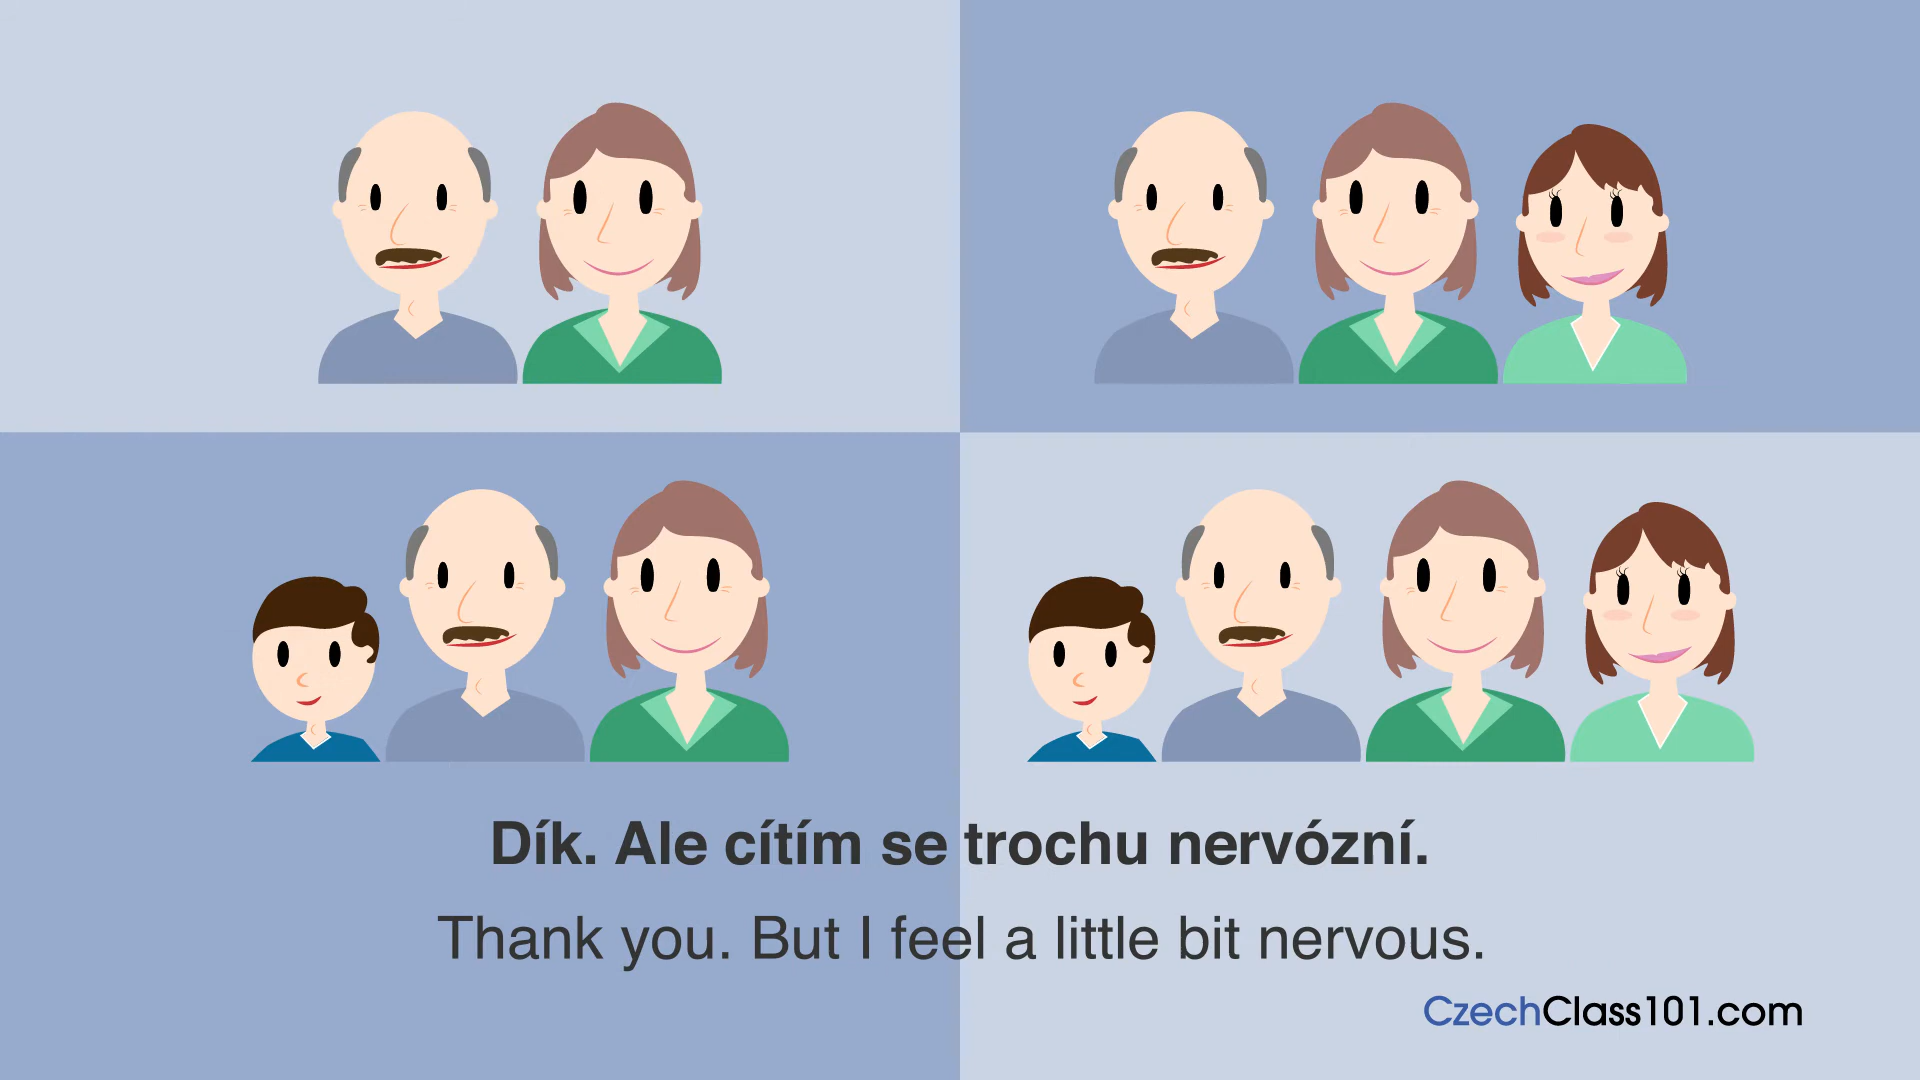 Dík. Ale cítím se trochu nervózní.
Thank you. But I feel a little bit nervous.
CzechClass101.com